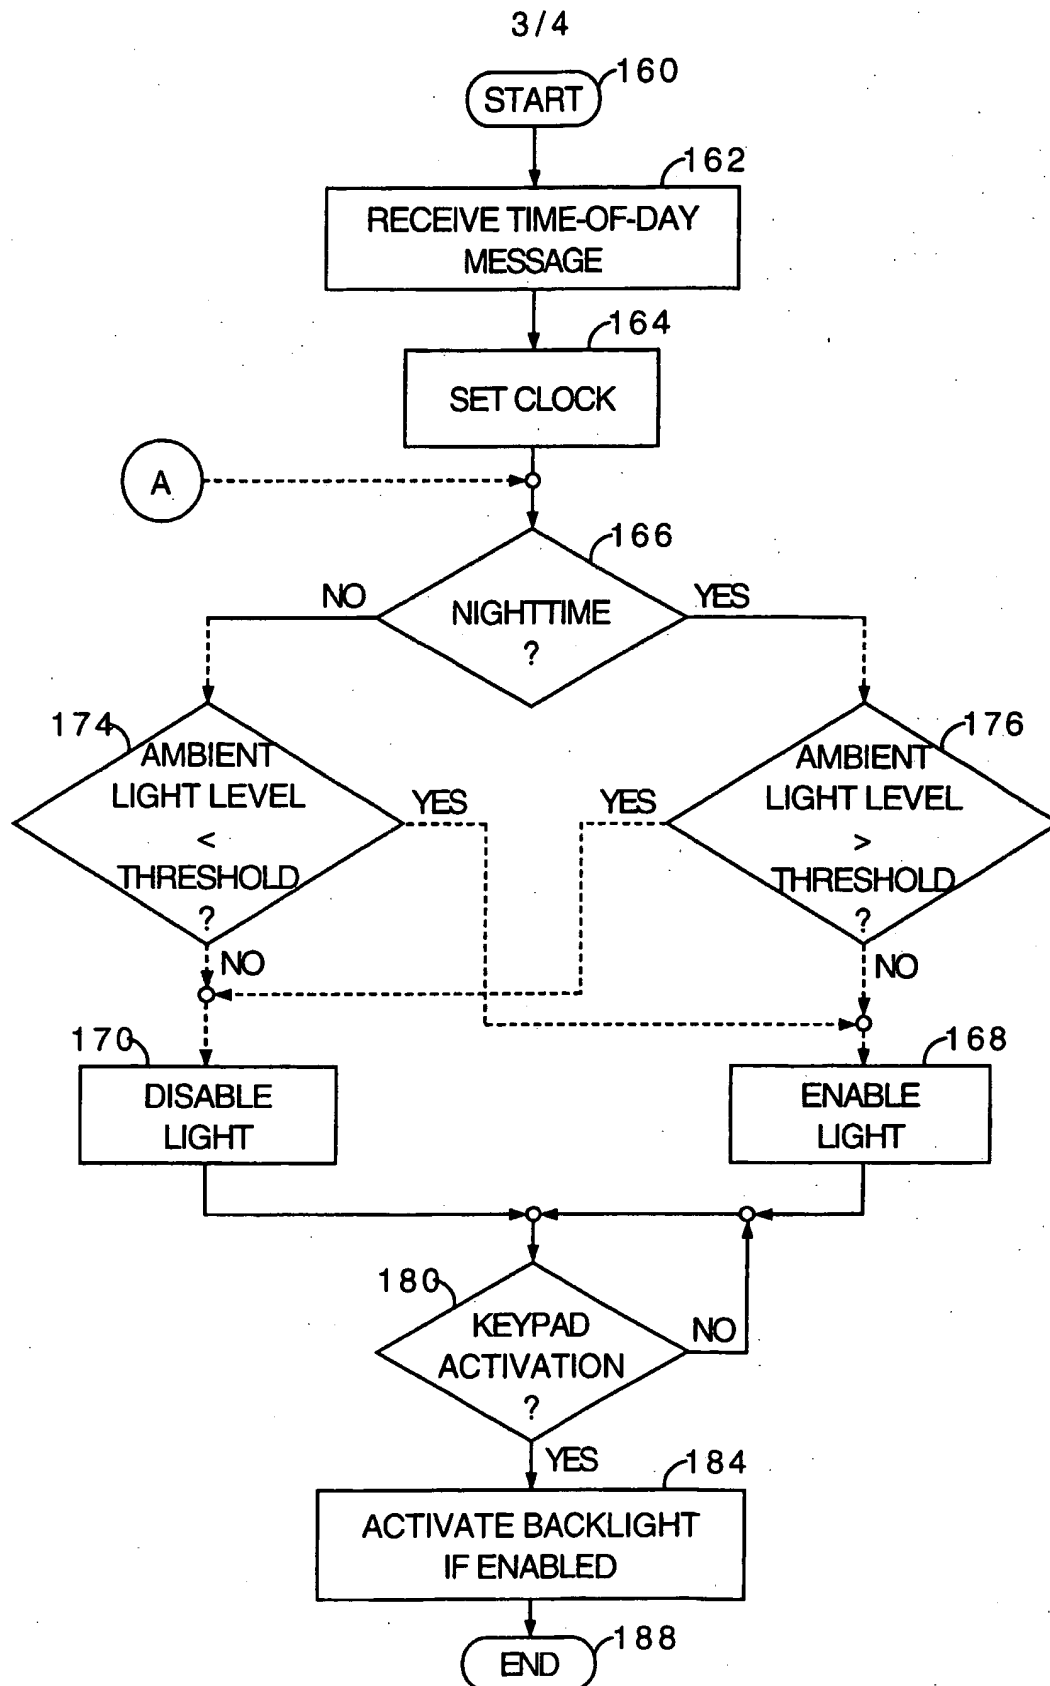 3/4
160
START
162
RECEIVE TIME-OF-DAY
MESSAGE
164
SET CLOCK
A
166
NO
YES
NIGHTTIME
?
174
AMBIENT
LIGHT LEVEL
<
THRESHOLD
?
YES
YES
176
AMBIENT
LIGHT LEVEL
>
THRESHOLD
?
NO
NO
170
DISABLE
LIGHT
168
ENABLE
LIGHT
180
KEYPAD
ACTIVATION
?
NO
YES
184
ACTIVATE BACKLIGHT
IF ENABLED
188
END